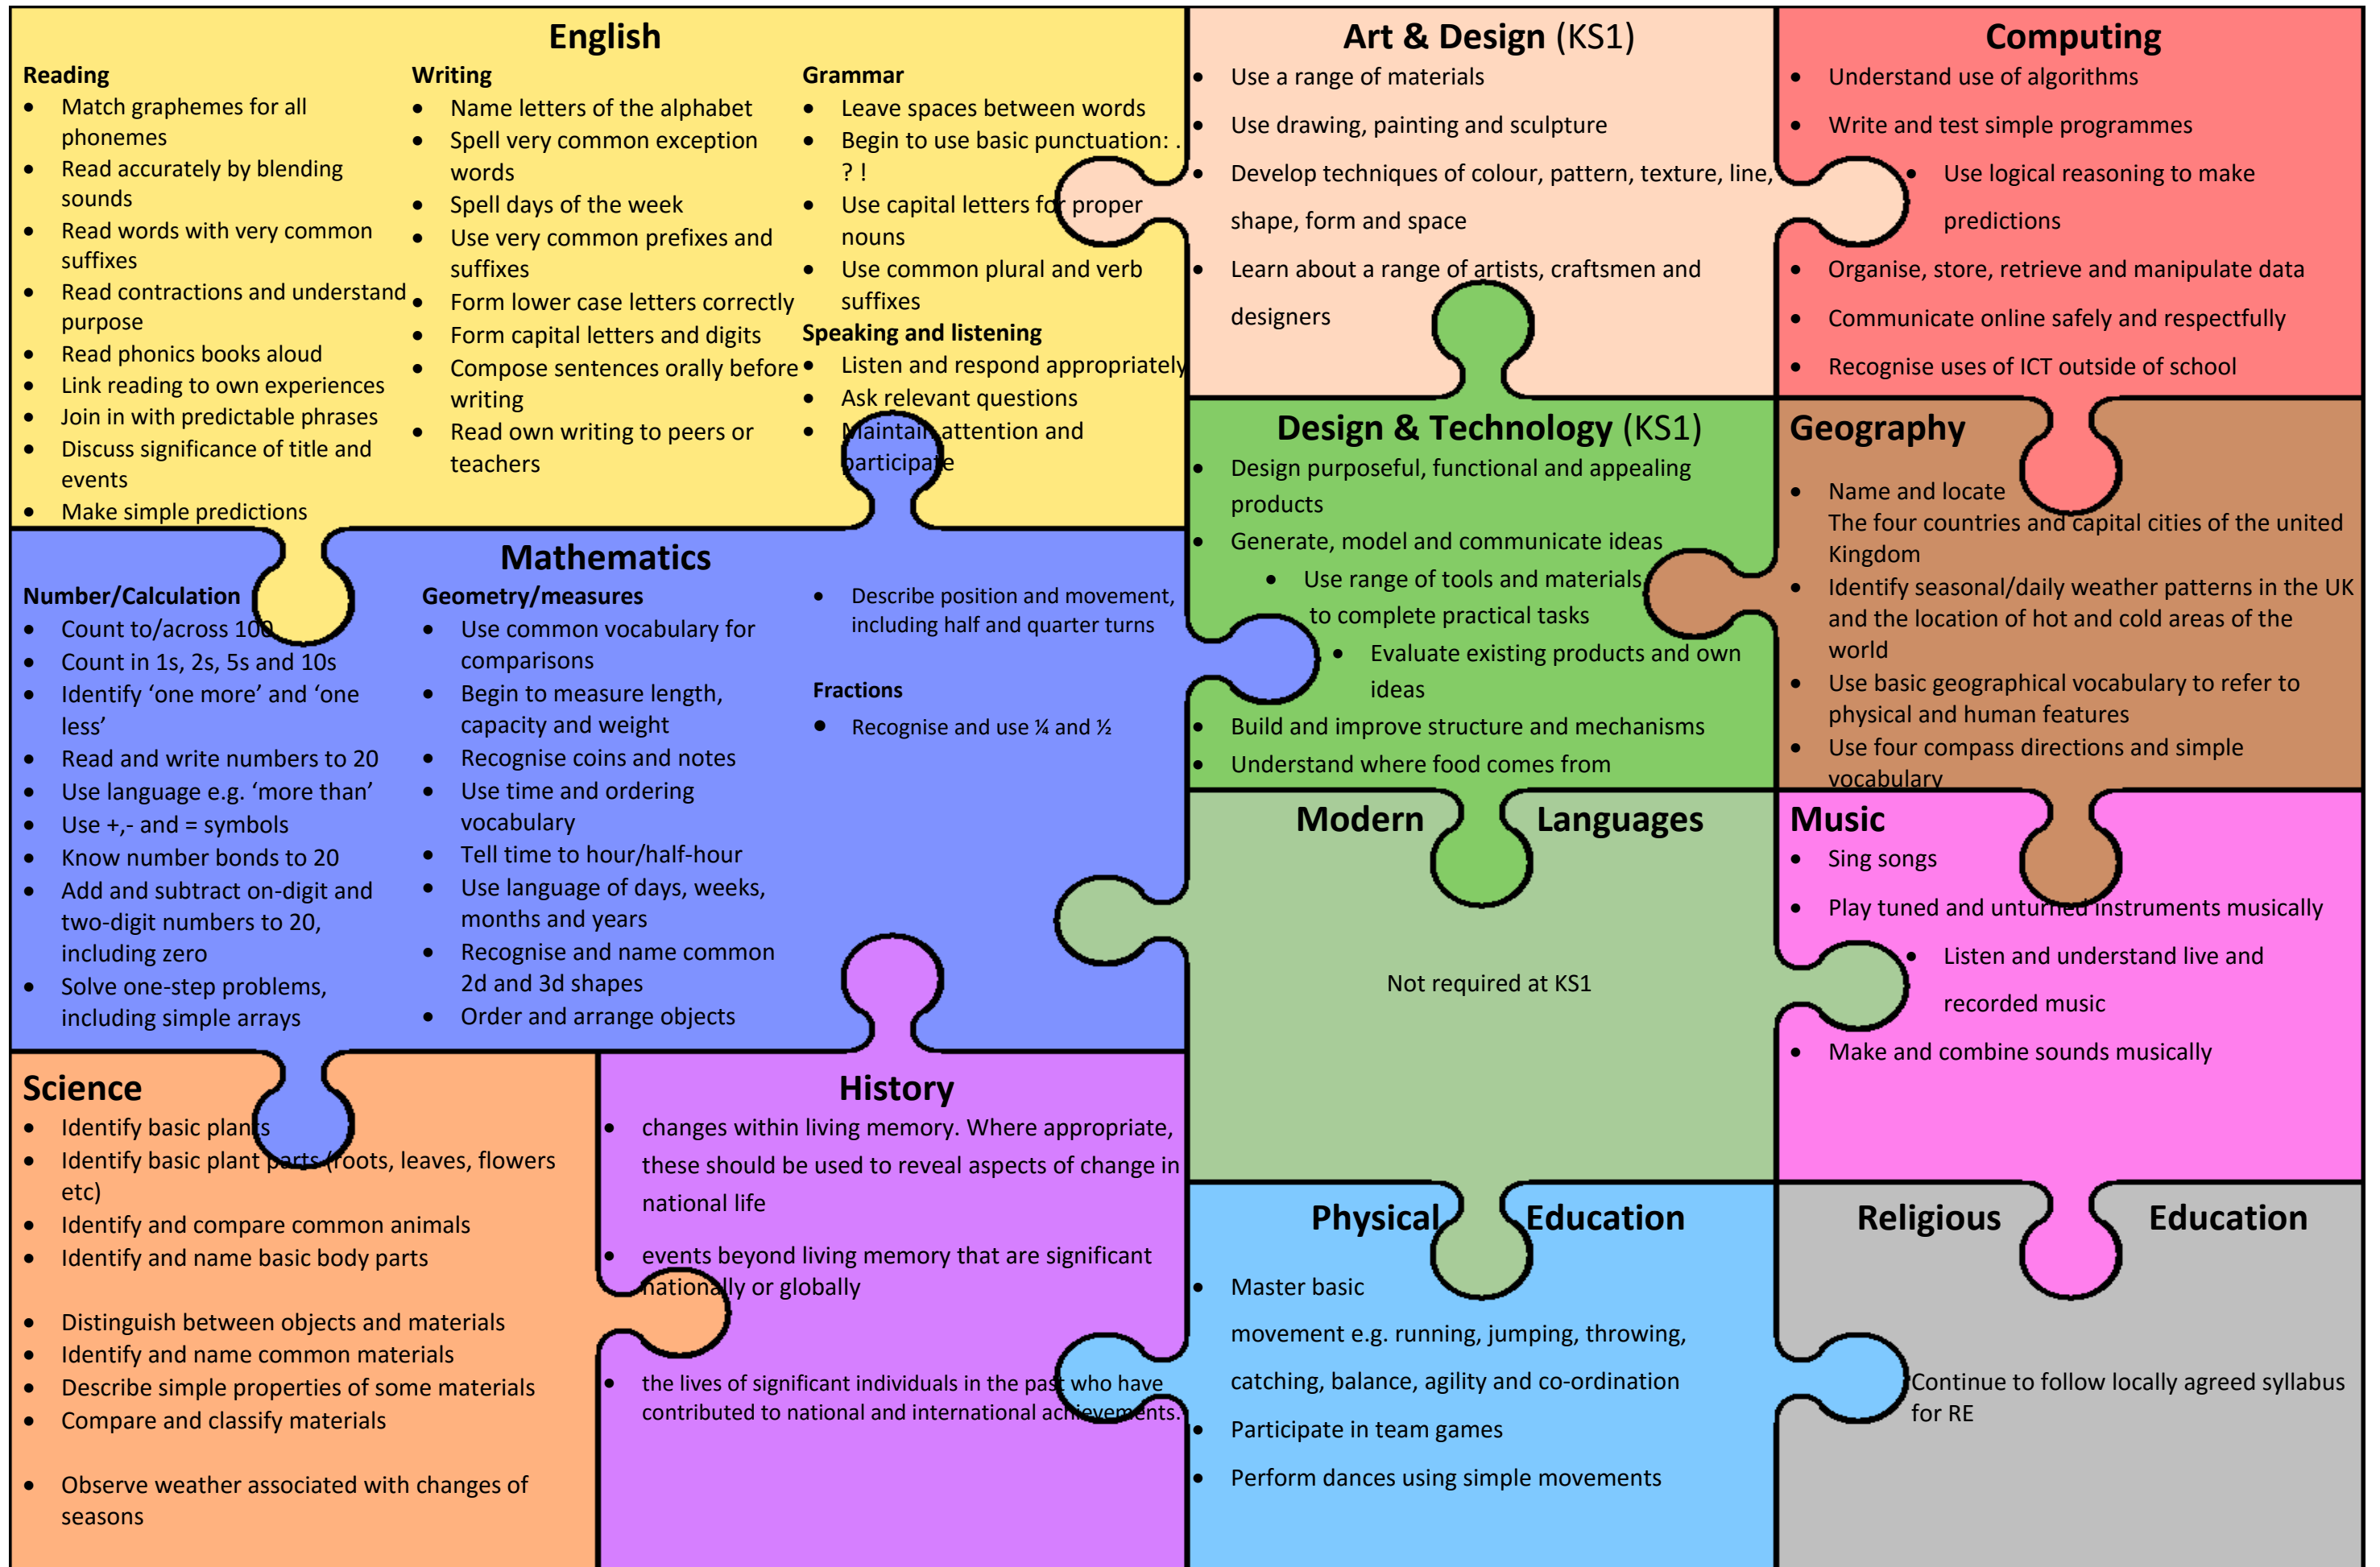 English
Reading
• Match graphemes for all
phonemes
• Read accurately by blending
sounds
• Read words with very common
suffixes
• Read contractions and understand
purpose
• Read phonics books aloud
• Link reading to own experiences
• Join in with predictable phrases
• Discuss significance of title and
events
• Make simple predictions
Writing
• Name letters of the alphabet
• Spell very common exception
words
• Spell days of the week
• Use very common prefixes and
suffixes
• Form lower case letters correctly
• Form capital letters and digits
• Compose sentences orally before
writing
• Read own writing to peers or
teachers
Grammar
• Leave spaces between words
• Begin to use basic punctuation: .
? !
• Use capital letters for proper
nouns
• Use common plural and verb
suffixes
Speaking and listening
• Listen and respond appropriately
• Ask relevant questions
• Maintain attention and
participate
Art & Design (KS1)
• Use a range of materials
• Use drawing, painting and sculpture
• Develop techniques of colour, pattern, texture, line,
shape, form and space
• Learn about a range of artists, craftsmen and
designers
Computing
• Understand use of algorithms
• Write and test simple programmes
• Use logical reasoning to make
predictions
• Organise, store, retrieve and manipulate data
• Communicate online safely and respectfully
• Recognise uses of ICT outside of school
Mathematics
Number/Calculation
• Count to/across 100
• Count in 1s, 2s, 5s and 10s
• Identify ‘one more’ and ‘one
less’
• Read and write numbers to 20
• Use language e.g. ‘more than’
• Use +,- and = symbols
• Know number bonds to 20
• Add and subtract on-digit and
two-digit numbers to 20,
including zero
• Solve one-step problems,
including simple arrays
Geometry/measures
• Use common vocabulary for
comparisons
• Begin to measure length,
capacity and weight
• Recognise coins and notes
• Use time and ordering
vocabulary
• Tell time to hour/half-hour
• Use language of days, weeks,
months and years
• Recognise and name common
2d and 3d shapes
• Order and arrange objects
• Describe position and movement,
including half and quarter turns
Fractions
• Recognise and use ¼ and ½
Design & Technology (KS1)
• Design purposeful, functional and appealing
products
• Generate, model and communicate ideas
• Use range of tools and materials
to complete practical tasks
• Evaluate existing products and own
ideas
• Build and improve structure and mechanisms
• Understand where food comes from
Geography
• Name and locate
The four countries and capital cities of the united
Kingdom
• Identify seasonal/daily weather patterns in the UK
and the location of hot and cold areas of the
world
• Use basic geographical vocabulary to refer to
physical and human features
• Use four compass directions and simple
vocabulary
Modern Languages
Not required at KS1
Music
• Sing songs
• Play tuned and unturned instruments musically
• Listen and understand live and
recorded music
• Make and combine sounds musically
Science
• Identify basic plants
• Identify basic plant parts (roots, leaves, flowers
etc)
• Identify and compare common animals
• Identify and name basic body parts
• Distinguish between objects and materials
• Identify and name common materials
• Describe simple properties of some materials
• Compare and classify materials
• Observe weather associated with changes of
seasons
History
• changes within living memory. Where appropriate,
these should be used to reveal aspects of change in
national life
• events beyond living memory that are significant
nationally or globally
• the lives of significant individuals in the past who have
contributed to national and international achievements.
Physical Education
• Master basic
movement e.g. running, jumping, throwing,
catching, balance, agility and co-ordination
• Participate in team games
• Perform dances using simple movements
Religious Education
Continue to follow locally agreed syllabus
for RE